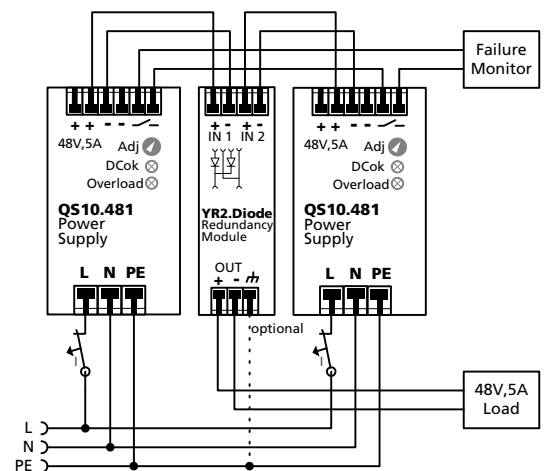 Failure
Monitor
+ + - -
48V,5A
Adj
DCok
Overload
QS10.481
Power
Supply
L N PE
+ - + -
IN 1 IN 2
YR2.Diode
Redundancy
Module
OUT
+ -
optional
+ + - -
48V,5A
Adj
DCok
Overload
QS10.481
Power
Supply
L N PE
I
I
48V,5A
Load
L
N
PE